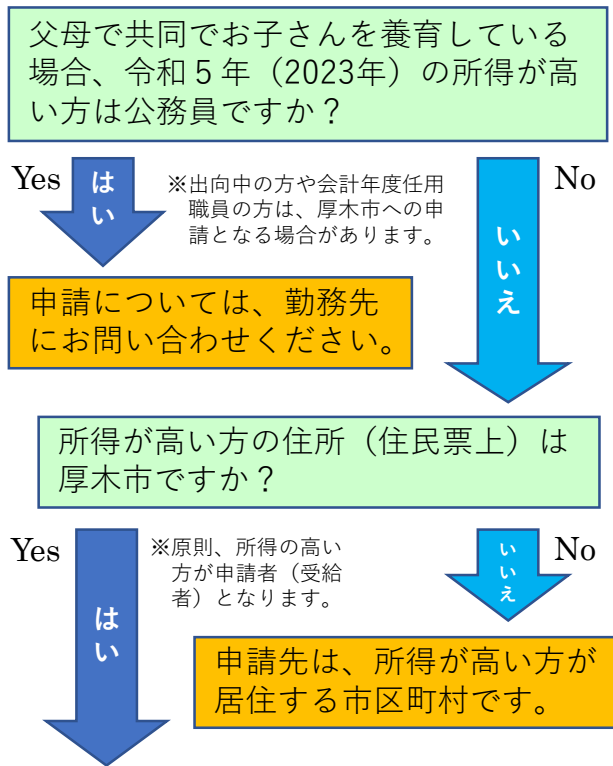 父母で共同でお子さんを養育している
場合、令和５年（2023年）の所得が高
い方は公務員ですか？
Yes
はい
※出向中の方や会計年度任用
職員の方は、厚木市への申
請となる場合があります。
No
いいえ
申請については、勤務先
にお問い合わせください。
所得が高い方の住所（住民票上）は
厚木市ですか？
Yes
はい
※原則、所得の高い
方が申請者（受給
者）となります。
No
いいえ
申請先は、所得が高い方が
居住する市区町村です。